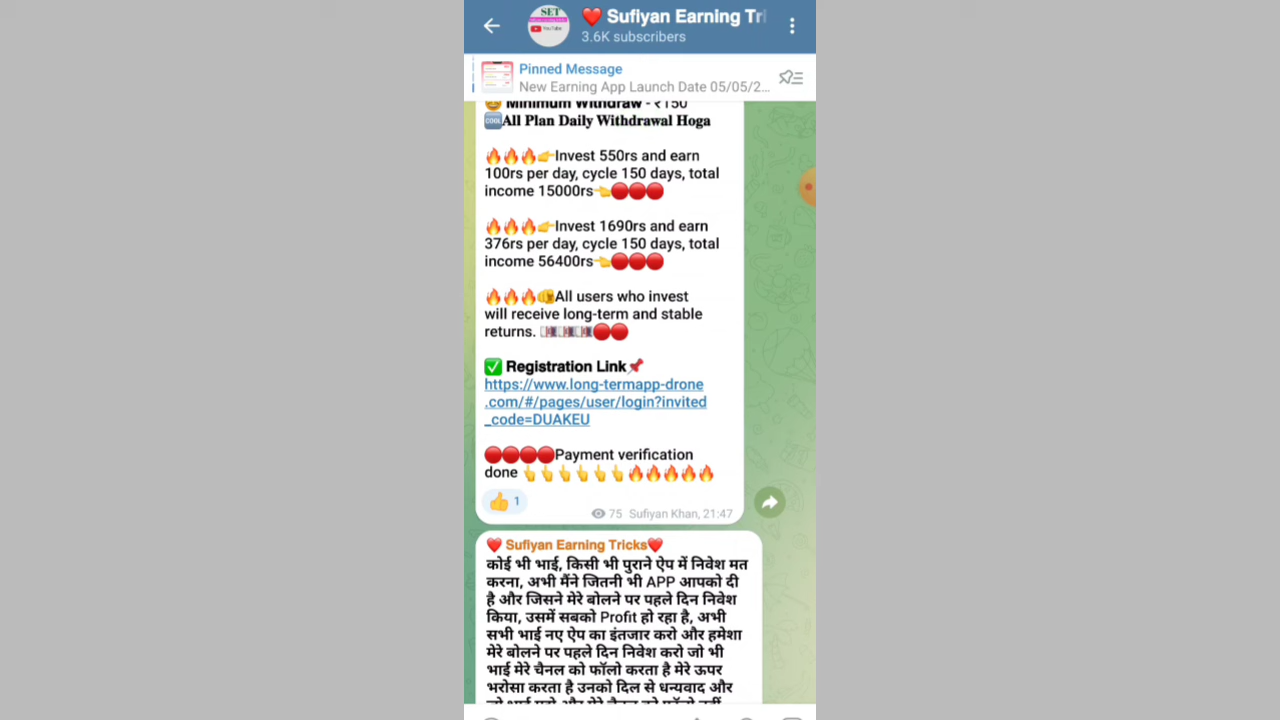 SET
YouTube
❤️ Sufiyan Earning Tri
3.6K subscribers
Pinned Message
New Earning App Launch Date 05/05/2...
Minimum Withdraw - ₹150
🆒All Plan Daily Withdrawal Hoga
🔥🔥🔥👉Invest 550rs and earn
100rs per day, cycle 150 days, total
income 15000rs👈🔴🔴🔴
🔥🔥🔥👉Invest 1690rs and earn
376rs per day, cycle 150 days, total
income 56400rs👈🔴🔴🔴
🔥🔥🔥All users who invest
will receive long-term and stable
returns. 🔴🔴
✅ Registration Link📌
https://www.long-termapp-drone
.com/#/pages/user/login?invited
_code=DUAKEU
🔴🔴🔴🔴Payment verification
done 👆👆👆👆👆👆🔥🔥🔥🔥🔥
👍 1
75 Sufiyan Khan, 21:47
❤️ Sufiyan Earning Tricks❤️
कोई भी भाई, किसी भी पुराने ऐप में निवेश मत
करना, अभी मैंने जितनी भी APP आपको दी
है और जिसने मेरे बोलने पर पहले दिन निवेश
किया, उसमें सबको Profit हो रहा है, अभी
सभी भाई नए ऐप का इंतजार करो और हमेशा
मेरे बोलने पर पहले दिन निवेश करो जो भी
भाई मेरे चैनल को फॉलो करता है मेरे ऊपर
भरोसा करता है उनको दिल से धन्यवाद और